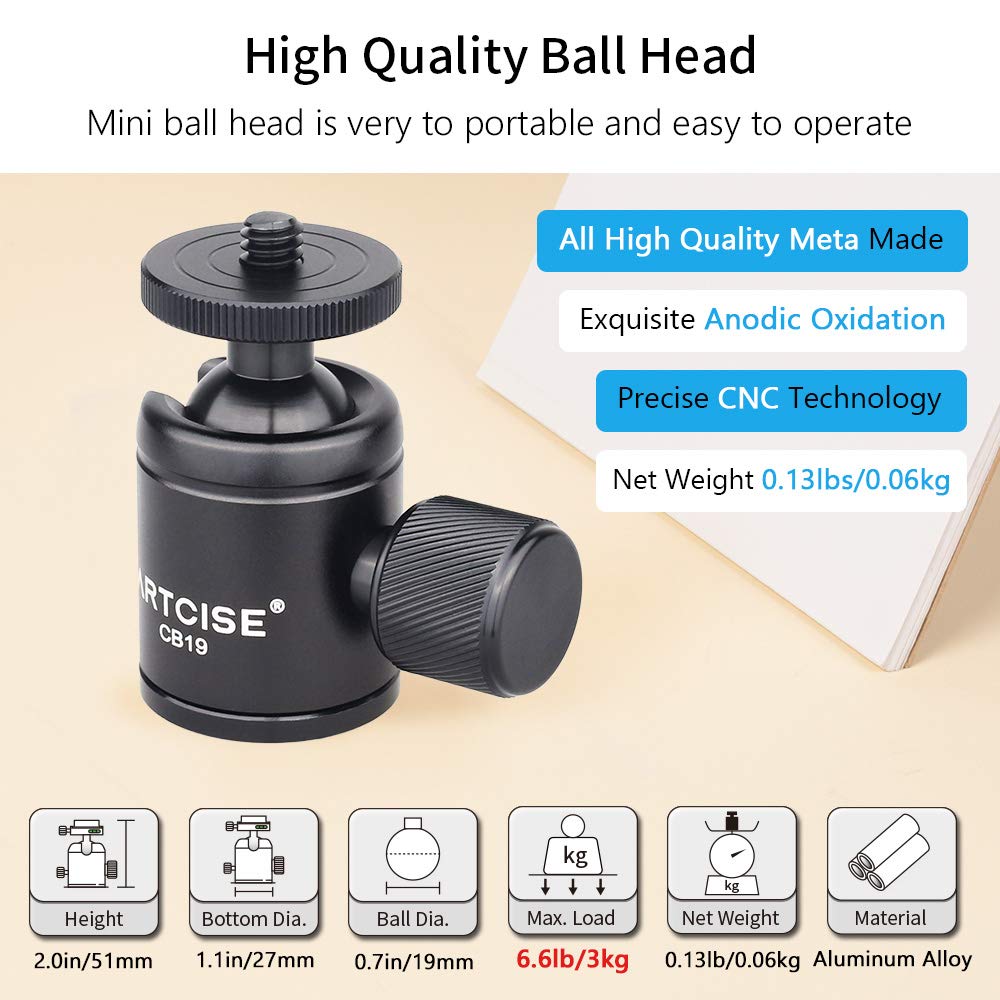 High Quality Ball Head
Mini ball head is very to portable and easy to operate
All High Quality Meta Made
Exquisite Anodic Oxidation
Precise CNC Technology
Net Weight 0.13lbs/0.06kg
ARTCISE®
CB19
kg
kg
Height
Bottom Dia.
Ball Dia.
Max. Load
Net Weight
Material
2.0in/51mm
1.1in/27mm
0.7in/19mm
6.6lb/3kg
0.13lb/0.06kg
Aluminum Alloy